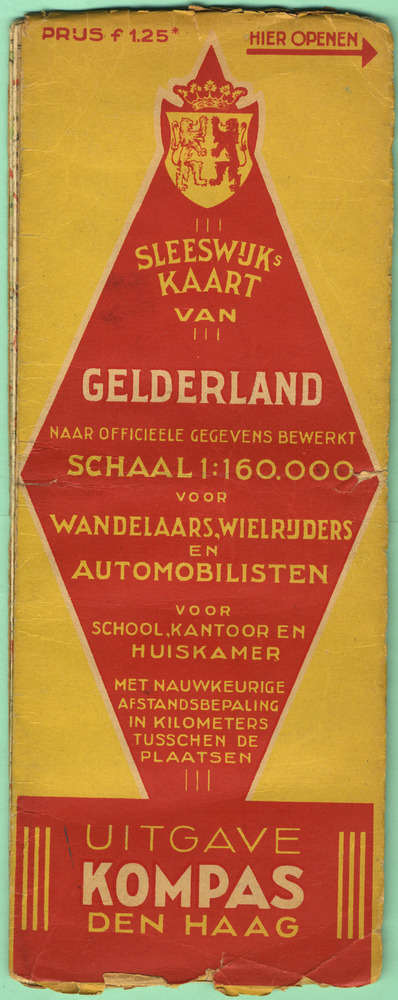 PRIJS f 1.25*
HIER OPENEN
SLEESWIJKs
KAART
VAN
GELDERLAND
NAAR OFFICIEELE GEGEVENS BEWERKT
SCHAAL 1:160.000
VOOR
WANDELAARS, WIELRIJDERS
EN
AUTOMOBILISTEN
VOOR
SCHOOL, KANTOOR EN
HUISKAMER
MET NAUWKEURIGE
AFSTANDSBEPALING
IN KILOMETERS
TUSSCHEN DE
PLAATSEN
UITGAVE
KOMPAS
DEN HAAG